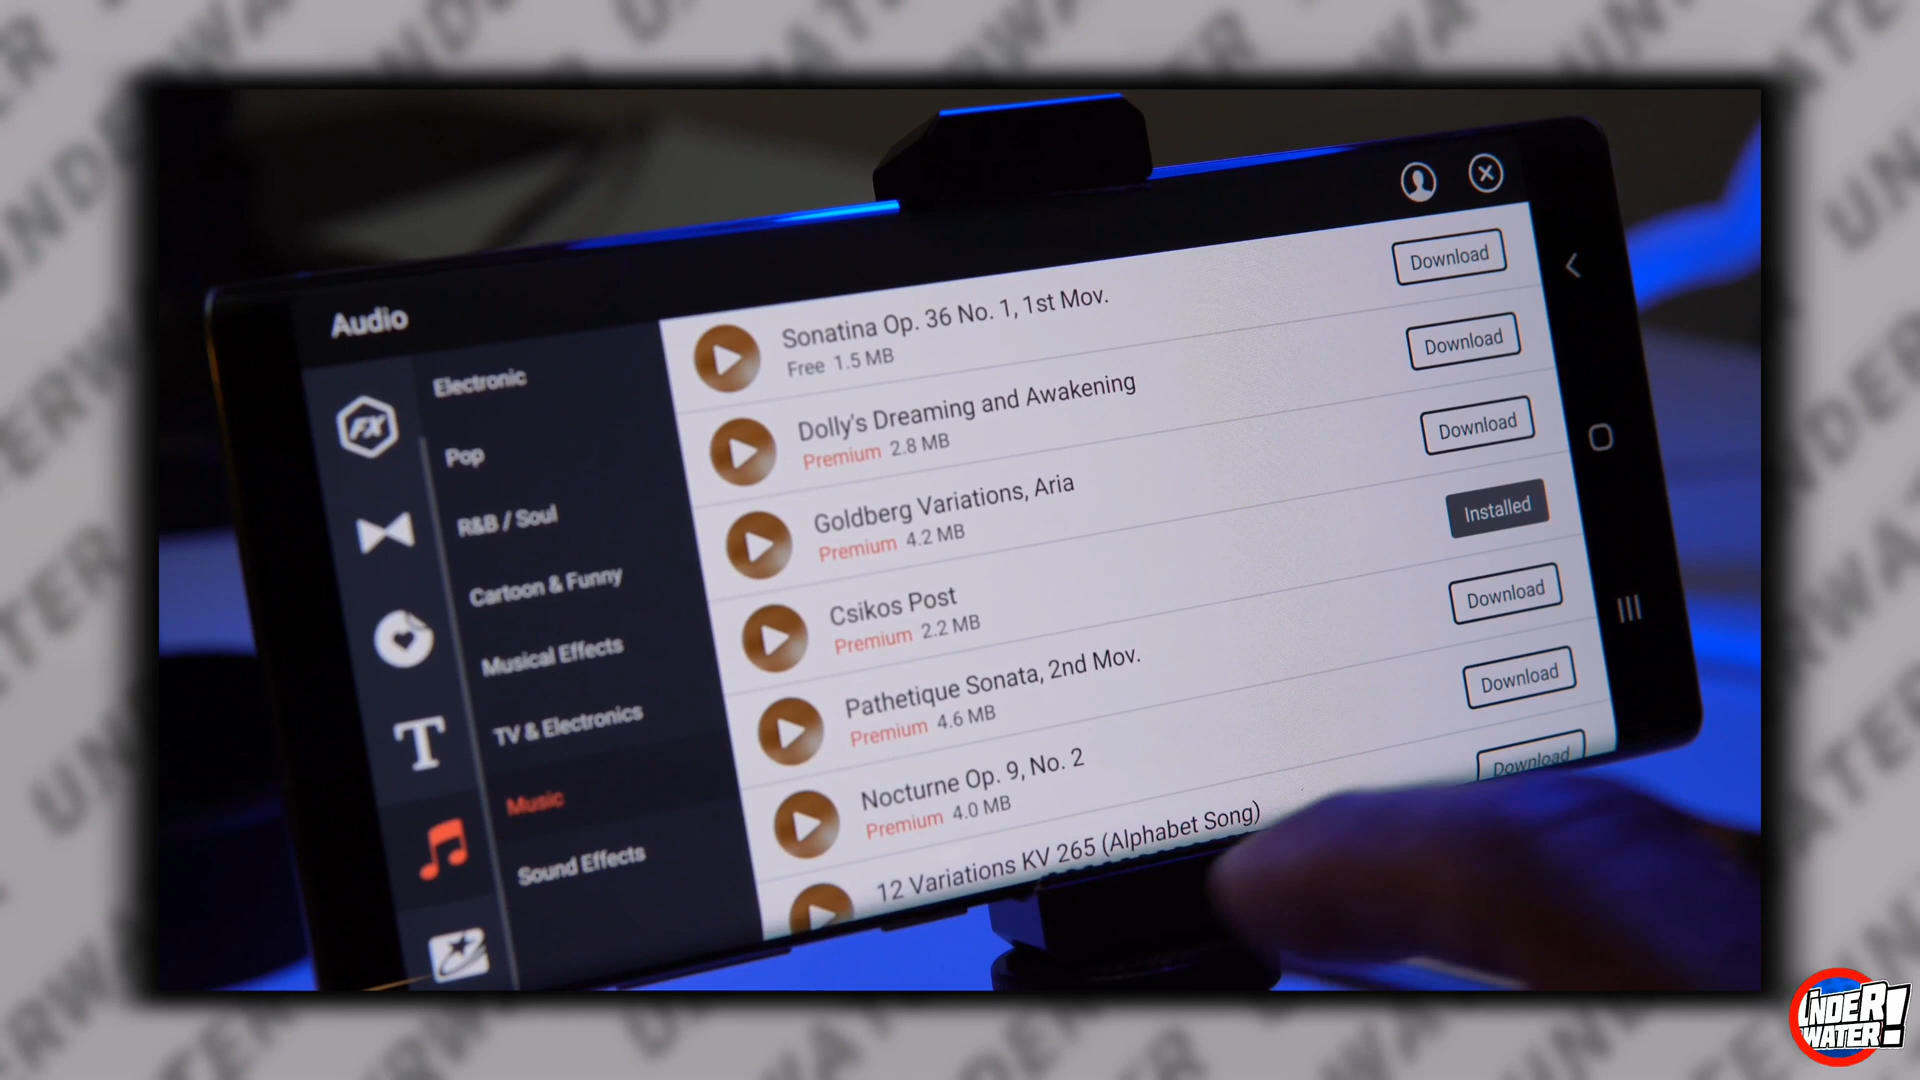 Audio
Electronic
Pop
R&B / Soul
Cartoon & Funny
Musical Effects
TV & Electronics
Music
Sound Effects
FX
T
Sonatina Op. 36 No. 1, 1st Mov.
Free 1.5 MB
Download
Dolly's Dreaming and Awakening
Premium 2.8 MB
Download
Goldberg Variations, Aria
Premium 4.2 MB
Download
Csikos Post
Premium 2.2 MB
Installed
Pathetique Sonata, 2nd Mov.
Premium 4.6 MB
Download
Nocturne Op. 9, No. 2
Premium 4.0 MB
Download
12 Variations KV 265 (Alphabet Song)
Download
UNDER
WATER!